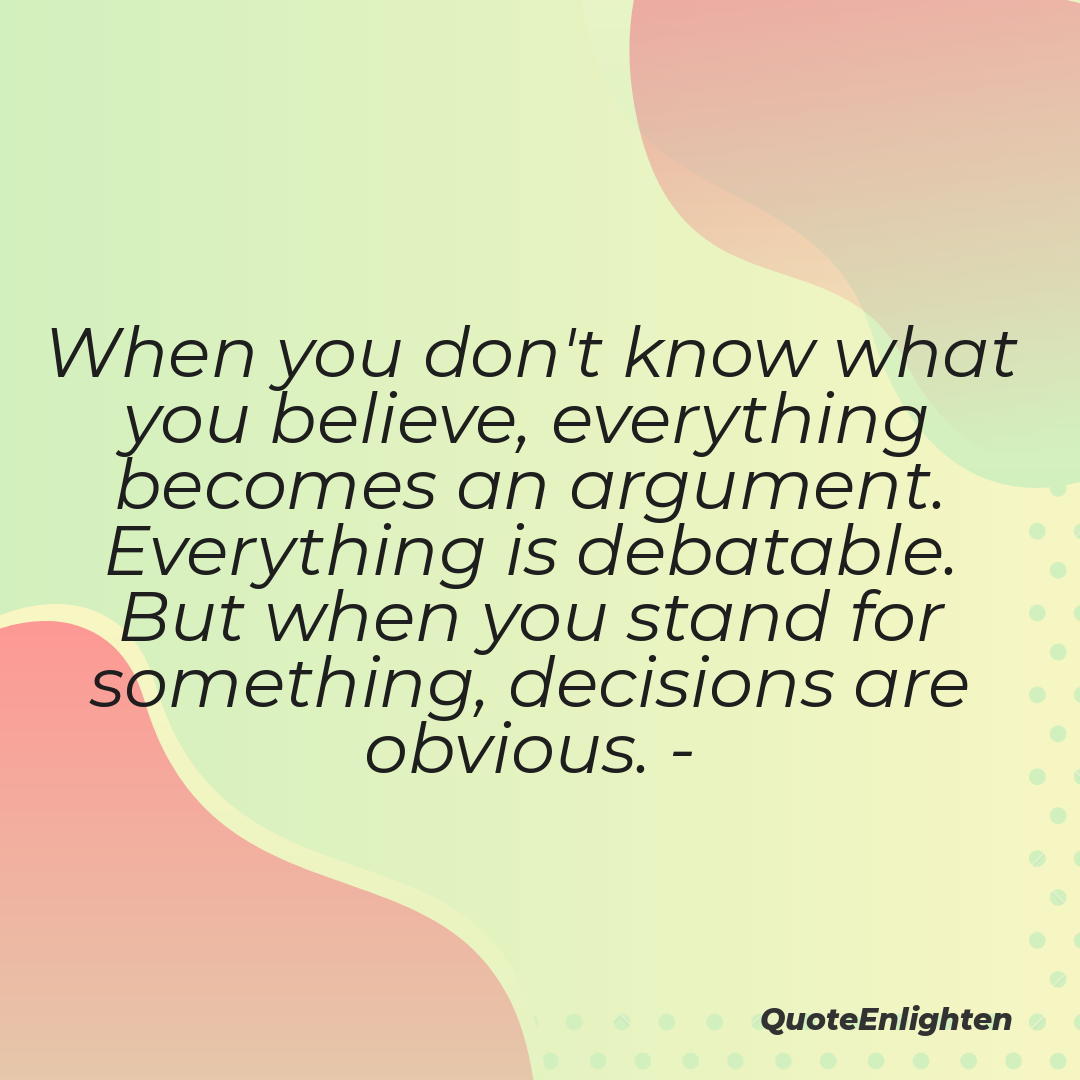 When you don't know what
you believe, everything
becomes an argument.
Everything is debatable.
But when you stand for
something, decisions are
obvious. -
QuoteEnlighten